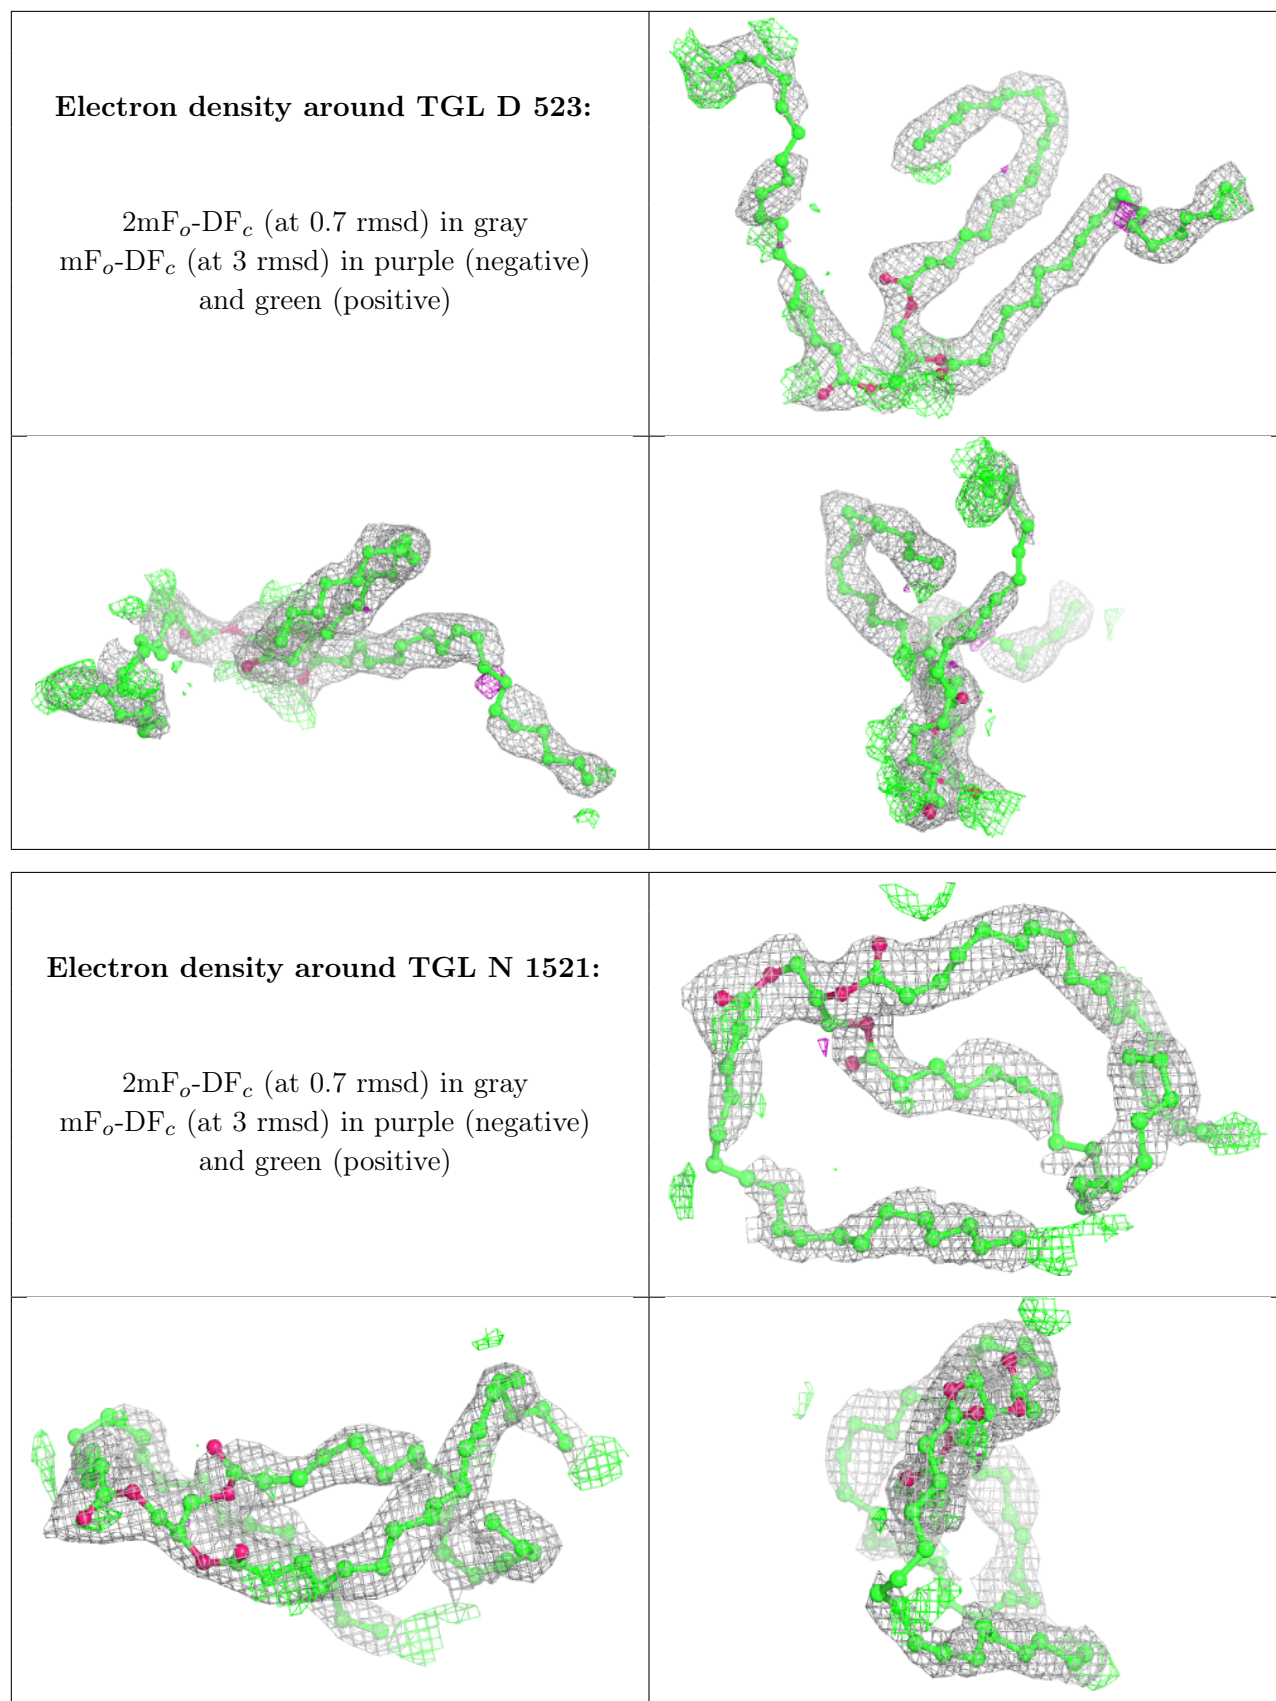 Electron density around TGL D 523:
2mFo-DFc (at 0.7 rmsd) in gray
mFo-DFc (at 3 rmsd) in purple (negative)
and green (positive)
Electron density around TGL N 1521:
2mFo-DFc (at 0.7 rmsd) in gray
mFo-DFc (at 3 rmsd) in purple (negative)
and green (positive)